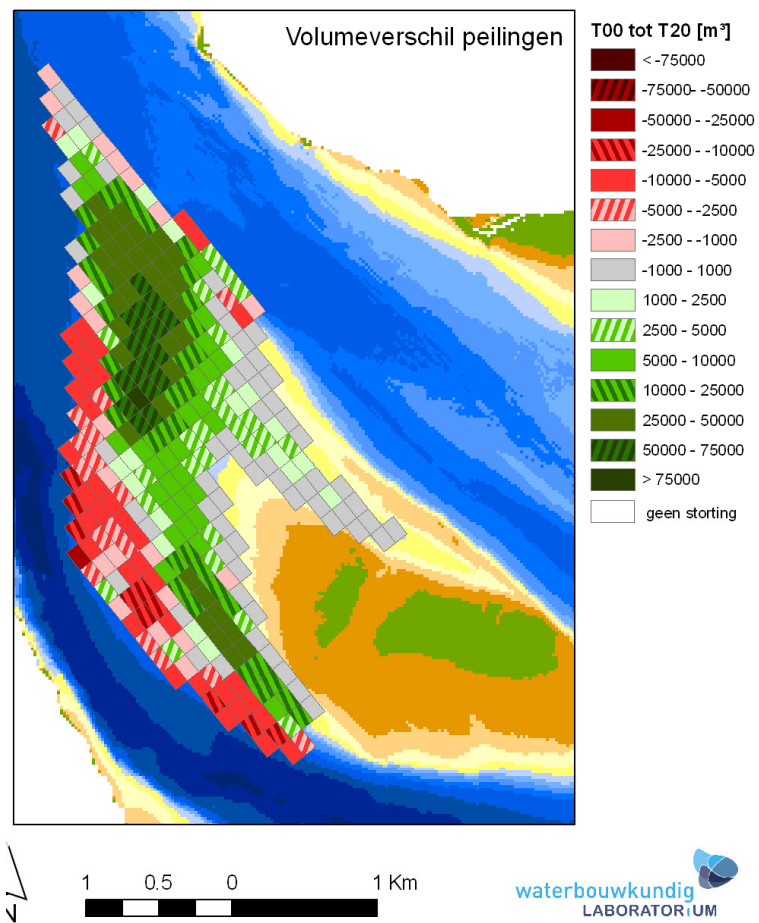 Volumeverschil peilingen
T00 tot T20 [m³]
< -75000
-75000- -50000
-50000 - -25000
-25000 - -10000
-10000 - -5000
-5000 - -2500
-2500 - -1000
-1000 - 1000
1000 - 2500
2500 - 5000
5000 - 10000
10000 - 25000
25000 - 50000
50000 - 75000
> 75000
geen storting
N
1 0.5 0 1 Km
waterbouwkundig
LABORATORIUM